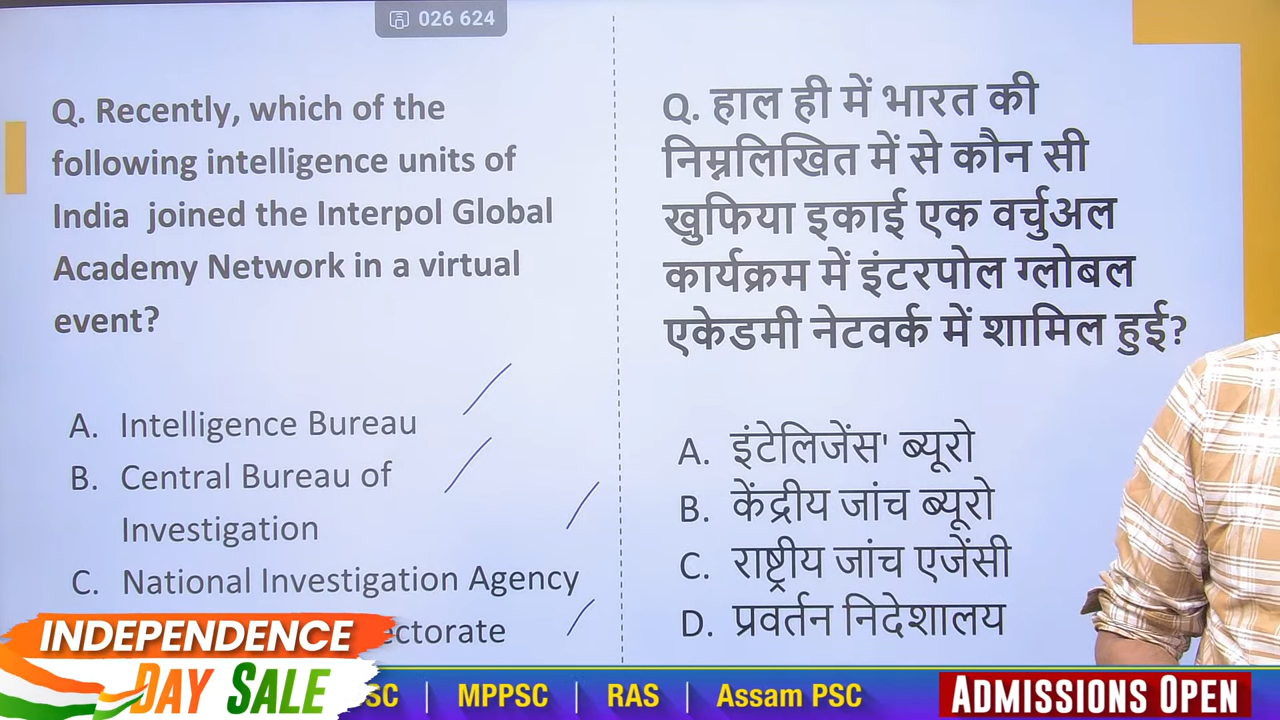 026 624
Q. Recently, which of the
following intelligence units of
India joined the Interpol Global
Academy Network in a virtual
event?
A. Intelligence Bureau
B. Central Bureau of
Investigation
C. National Investigation Agency
ectorate
Q. हाल ही में भारत की
निम्नलिखित में से कौन सी
खुफिया इकाई एक वर्चुअल
कार्यक्रम में इंटरपोल ग्लोबल
एकेडमी नेटवर्क में शामिल हुई?
A. इंटेलिजेंस' ब्यूरो
B. केंद्रीय जांच ब्यूरो
C. राष्ट्रीय जांच एजेंसी
D. प्रवर्तन निदेशालय
INDEPENDENCE
DAY SALE
SC | MPPSC | RAS | Assam PSC
ADMISSIONS OPEN